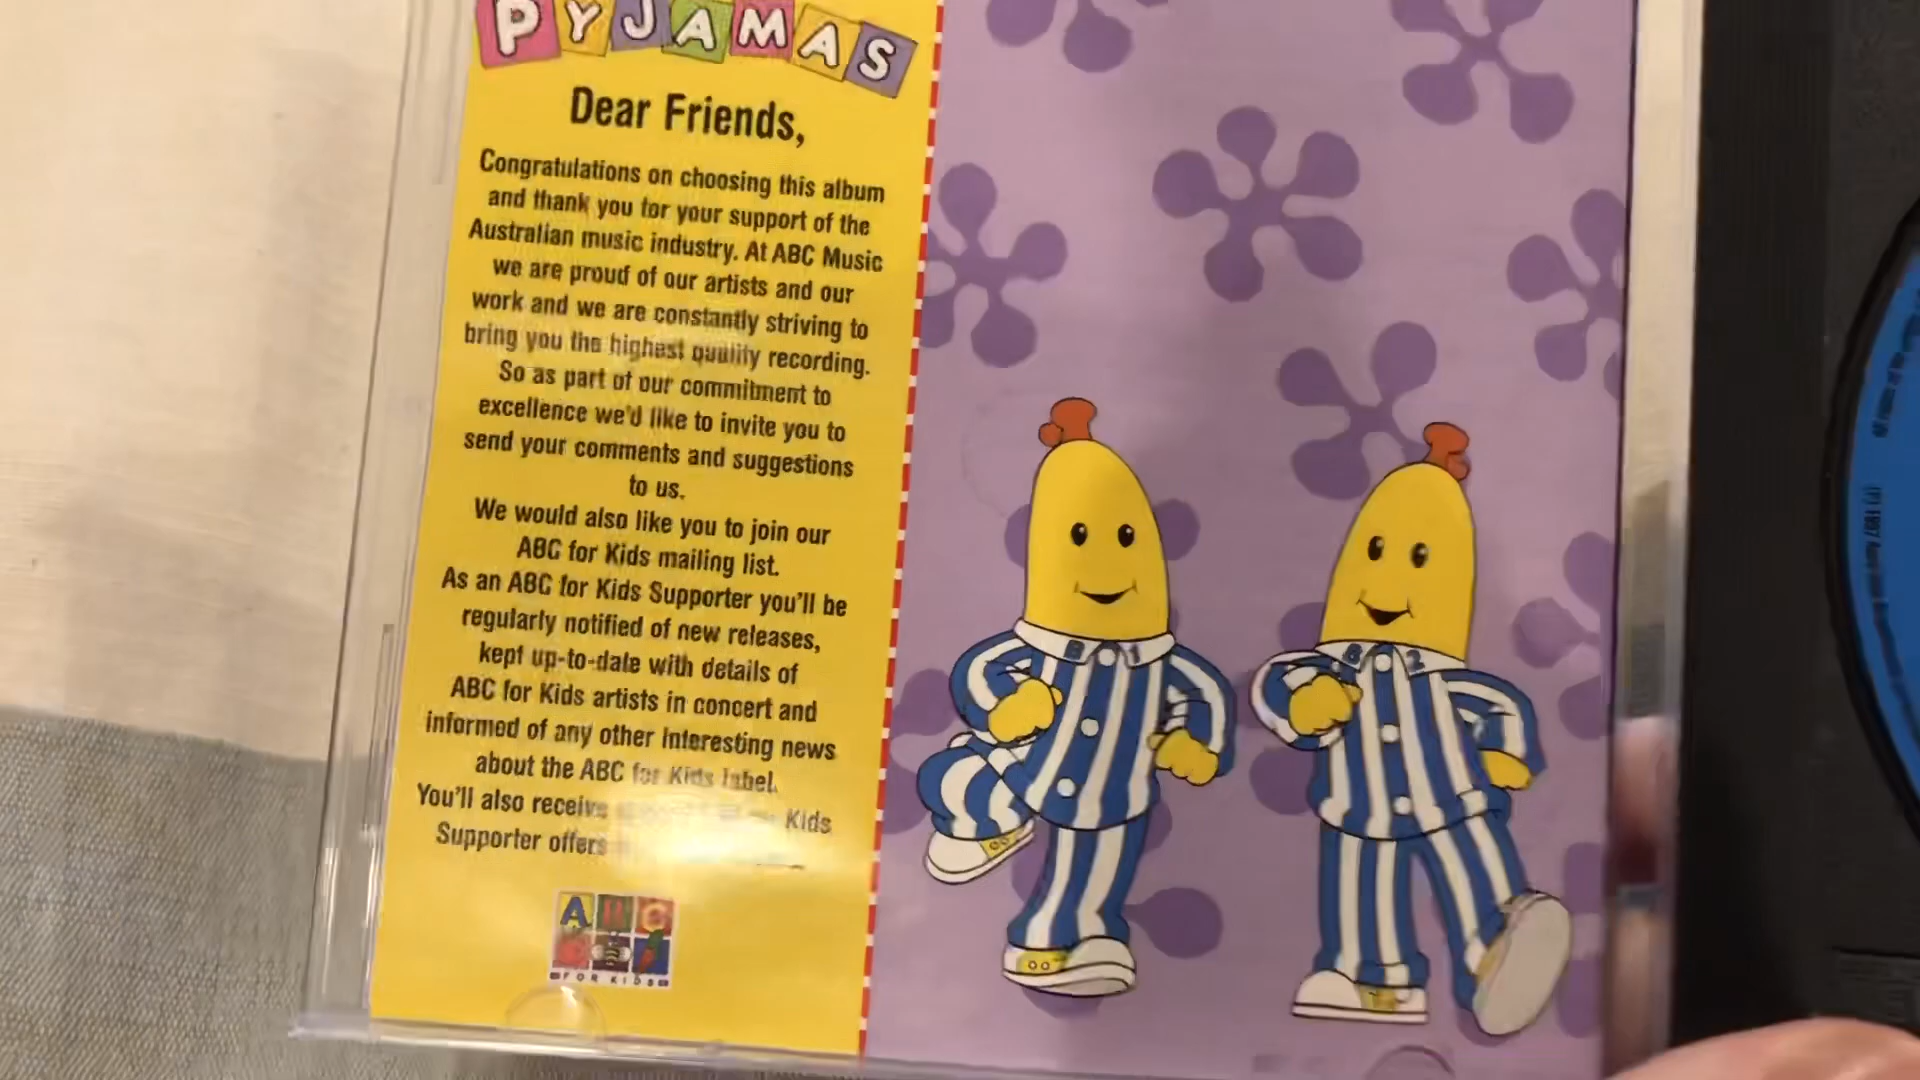 PYJAMAS
Dear Friends,
Congratulations on choosing this album
and thank you for your support of the
Australian music industry. At ABC Music
we are proud of our artists and our
work and we are constantly striving to
bring you the highest quality recording.
So as part of our commitment to
excellence we'd like to invite you to
send your comments and suggestions
to us.
We would also like you to join our
ABC for Kids mailing list.
As an ABC for Kids Supporter you'll be
regularly notified of new releases,
kept up-to-date with details of
ABC for Kids artists in concert and
informed of any other interesting news
about the ABC for Kids label.
You'll also receive Kids
Supporter offers
ABC
FOR KIDS
B 1
B 2
(P) 1997